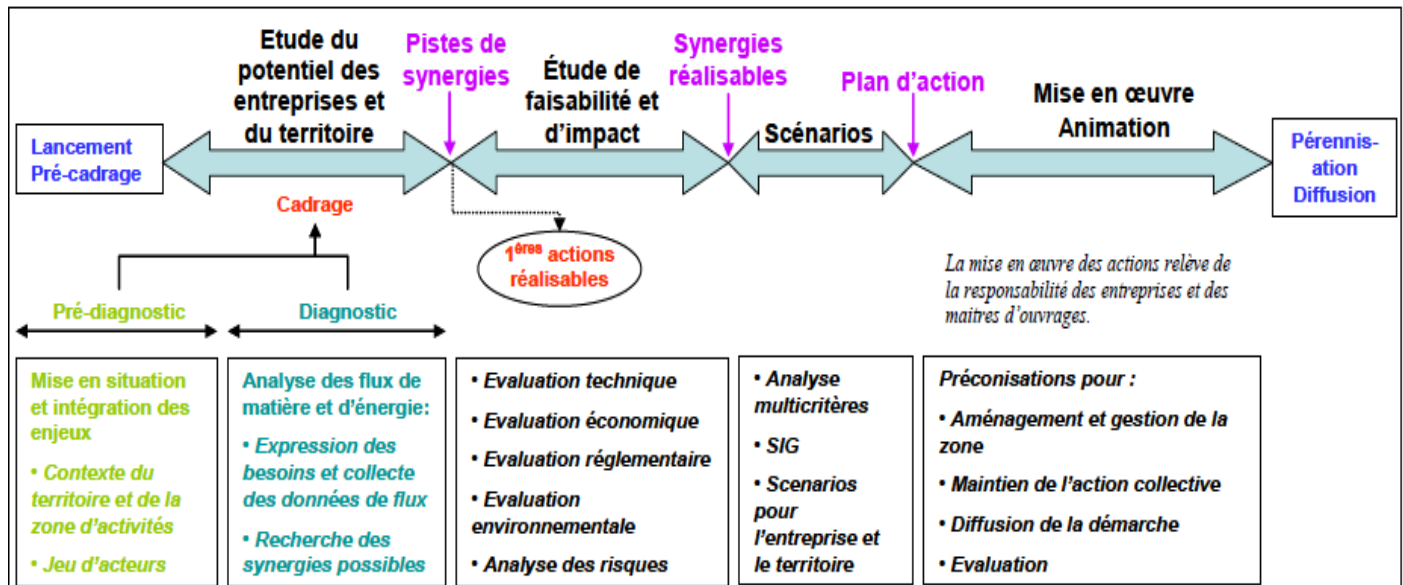 Etude du
potentiel des
entreprises et
du territoire
Pistes de
synergies
Étude de
faisabilité et
d'impact
Synergies
réalisables
Scénarios
Plan d'action
Mise en œuvre
Animation
Lancement
Pré-cadrage
Pérennis-
ation
Diffusion
Cadrage
1ères actions
réalisables
La mise en œuvre des actions relève de
la responsabilité des entreprises et des
maitres d'ouvrages.
Pré-diagnostic
Diagnostic
Mise en situation
et intégration des
enjeux
• Contexte du
territoire et de la
zone d'activités
• Jeu d'acteurs
Analyse des flux de
matière et d'énergie:
• Expression des
besoins et collecte
des données de flux
• Recherche des
synergies possibles
• Evaluation technique
• Evaluation économique
• Evaluation réglementaire
• Evaluation
environnementale
• Analyse des risques
• Analyse
multicritères
• SIG
• Scenarios
pour
l'entreprise et
le territoire
Préconisations pour :
• Aménagement et gestion de la
zone
• Maintien de l'action collective
• Diffusion de la démarche
• Evaluation